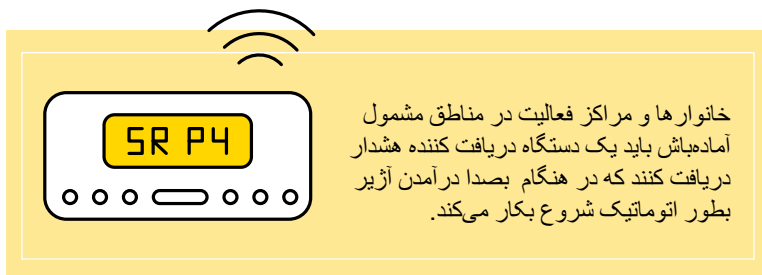 SR P4
خانوارها و مراکز فعالیت در مناطق مشمول
آماده‌باش باید یک دستگاه دریافت کننده هشدار
دریافت کنند که در هنگام بصدا درآمدن آژیر
بطور اتوماتیک شروع بکار می‌کند.